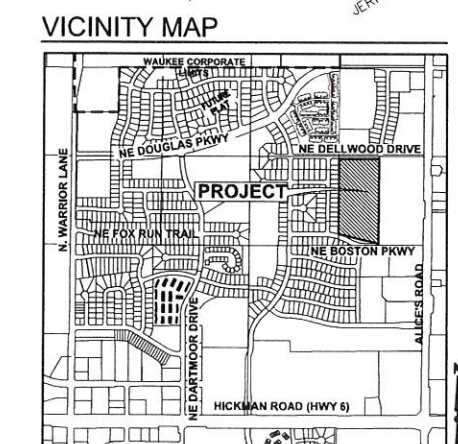 JER
VICINITY MAP
WAUKEE CORPORATE
LIMITS
FUTURE
PLAT
NE DOUGLAS PKWY
NE DELLWOOD DRIVE
N. WARRIOR LANE
PROJECT
NE FOX RUN TRAIL
NE BOSTON PKWY
ALICE'S ROAD
NE DARTMOOR DRIVE
HICKMAN ROAD (HWY 6)